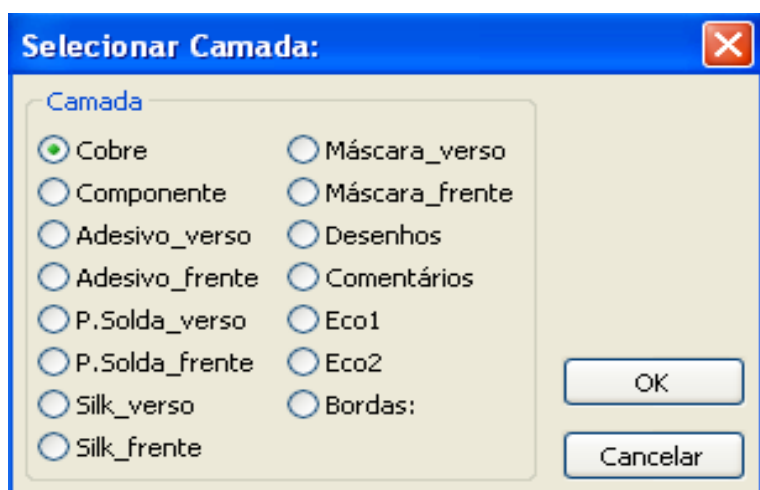 Selecionar Camada:
Camada
Cobre
Componente
Adesivo_verso
Adesivo_frente
P.Solda_verso
P.Solda_frente
Silk_verso
Silk_frente
Máscara_verso
Máscara_frente
Desenhos
Comentários
Eco1
Eco2
Bordas:
OK
Cancelar